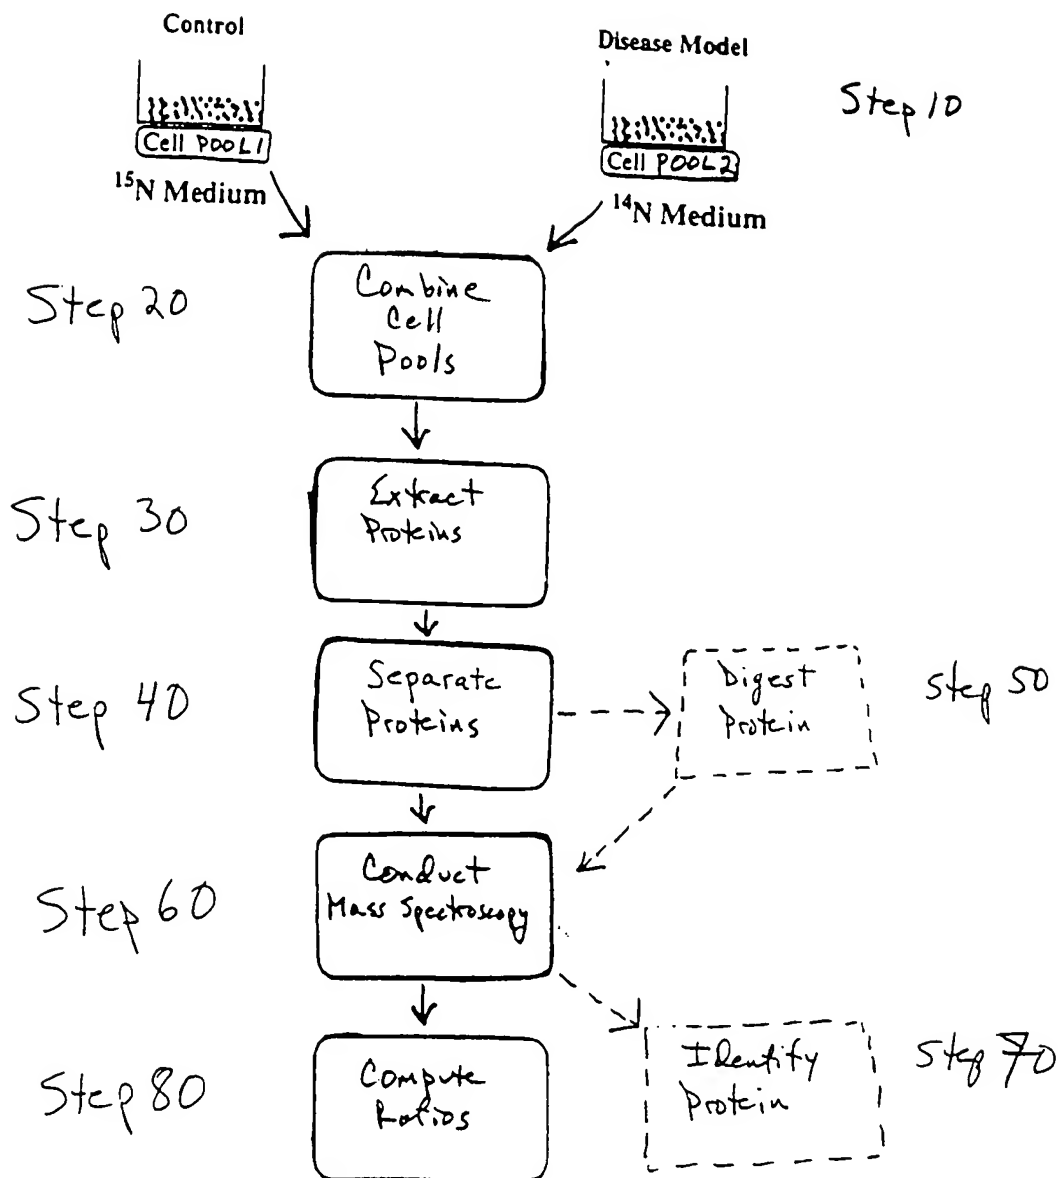 Control
Disease Model
Step 10
Cell POOL 1
Cell POOL 2
¹⁵N Medium
¹⁴N Medium
Step 20
Combine
Cell
Pools
Step 30
Extract
Proteins
Step 40
Separate
Proteins
Digest
Protein
Step 50
Step 60
Conduct
Mass Spectroscopy
Step 80
Compute
Ratios
Identify
Protein
Step 70